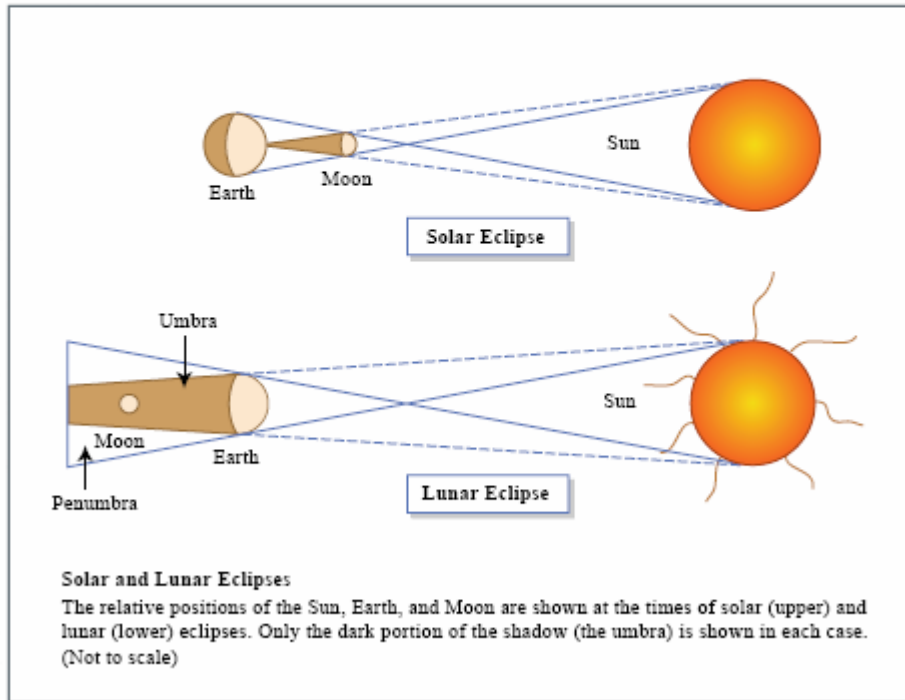 Sun
Earth
Moon
Solar Eclipse
Umbra
Sun
Moon
Earth
Penumbra
Lunar Eclipse
Solar and Lunar Eclipses
The relative positions of the Sun, Earth, and Moon are shown at the times of solar (upper) and
lunar (lower) eclipses. Only the dark portion of the shadow (the umbra) is shown in each case.
(Not to scale)